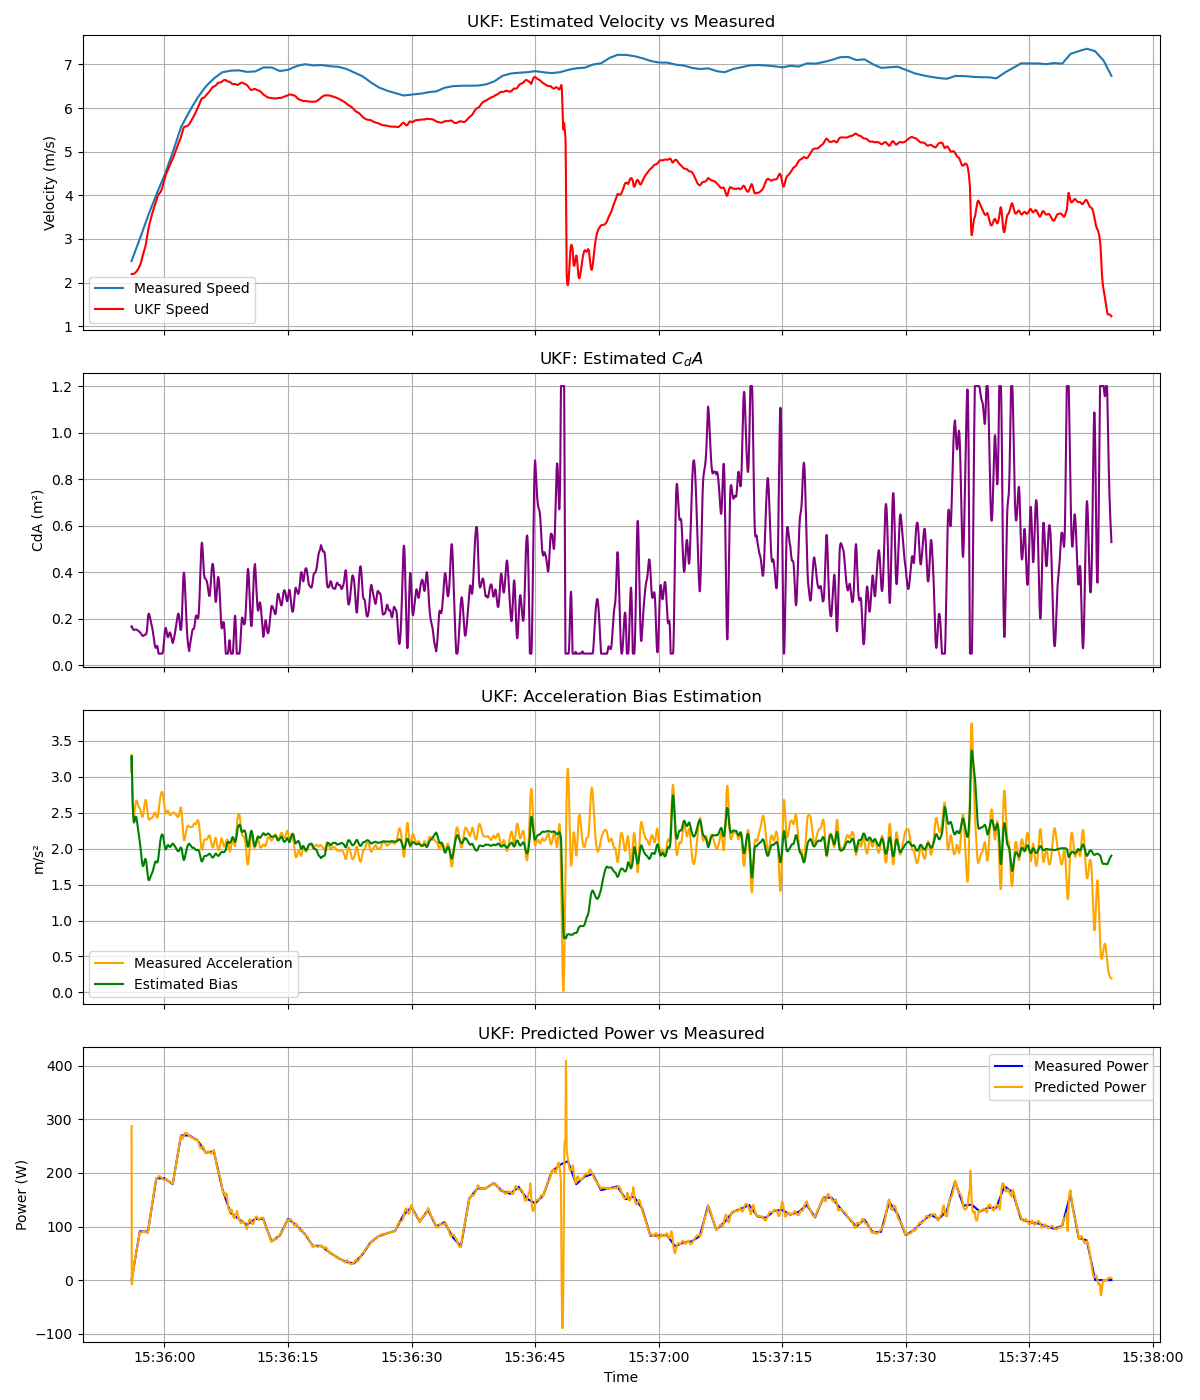 UKF: Estimated Velocity vs Measured
7
6
5
4
3
2
1
Velocity (m/s)
Measured Speed
UKF Speed
UKF: Estimated C_dA
1.2
1.0
0.8
0.6
0.4
0.2
0.0
CdA (m²)
UKF: Acceleration Bias Estimation
3.5
3.0
2.5
2.0
1.5
1.0
0.5
0.0
m/s²
Measured Acceleration
Estimated Bias
UKF: Predicted Power vs Measured
400
300
200
100
0
−100
Power (W)
Measured Power
Predicted Power
15:36:00 15:36:15 15:36:30 15:36:45 15:37:00 15:37:15 15:37:30 15:37:45 15:38:00
Time